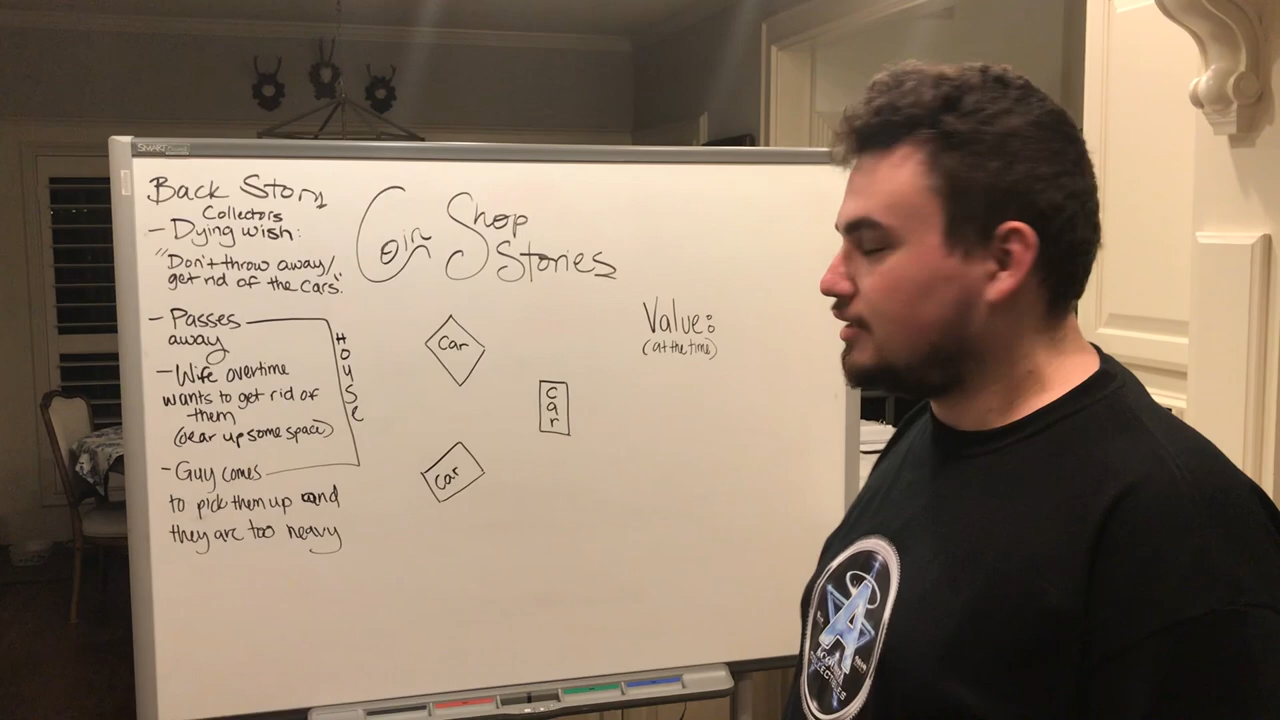 SMART
Back Story
Collectors
- Dying wish:
"Don't throw away/
get rid of the cars."
- Passes
away
- Wife overtime
wants to get rid of
them
(clear up some space)
- Guy comes
to pick them up and
they are too heavy
House
Coin Shop
Stories
Car
Car
Car
Value:
(at the time)
A
COLLECTIBLES